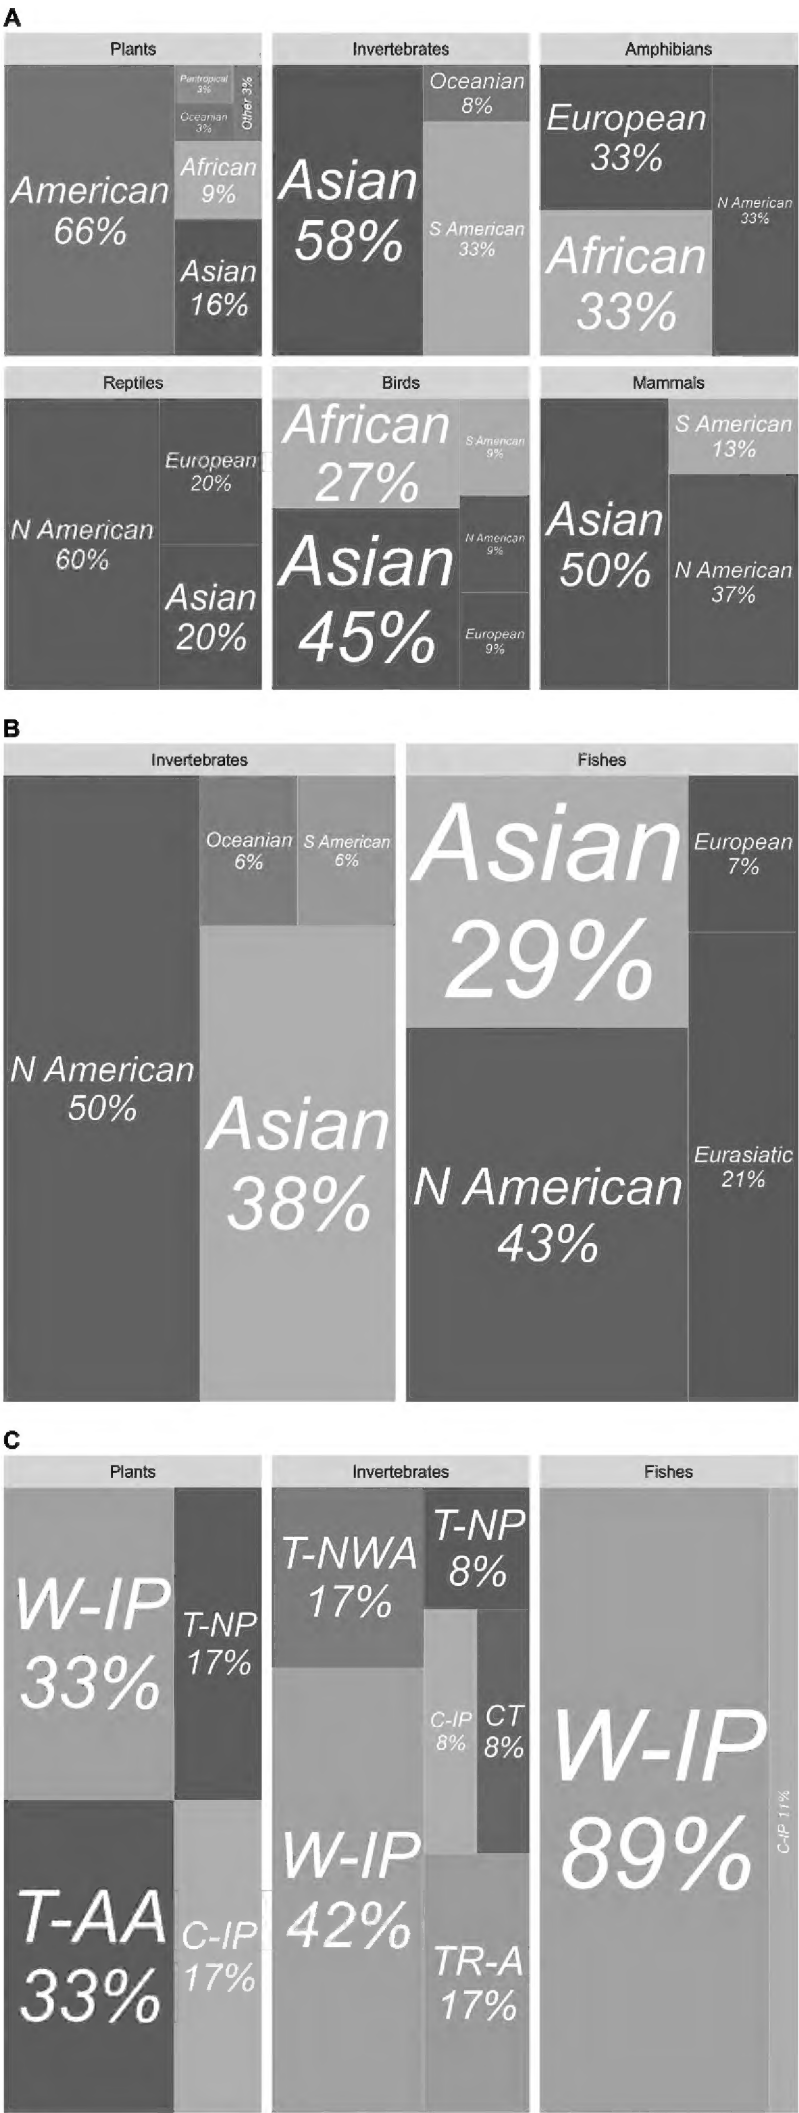 A
Plants
Invertebrates
Amphibians
American
66%
Pantropical
3%
Oceanian
3%
Other 3%
African
9%
Asian
16%
Asian
58%
Oceanian
8%
S American
33%
European
33%
African
33%
N American
33%
Reptiles
Birds
Mammals
N American
60%
European
20%
Asian
20%
African
27%
Asian
45%
S American
9%
N American
9%
European
9%
Asian
50%
S American
13%
N American
37%
B
Invertebrates
Fishes
N American
50%
Oceanian
6%
S American
6%
Asian
38%
Asian
29%
N American
43%
European
7%
Eurasiatic
21%
C
Plants
Invertebrates
Fishes
W-IP
33%
T-NP
17%
T-AA
33%
C-IP
17%
T-NWA
17%
W-IP
42%
T-NP
8%
C-IP
8%
CT
8%
TR-A
17%
W-IP
89%
C-IP 11%